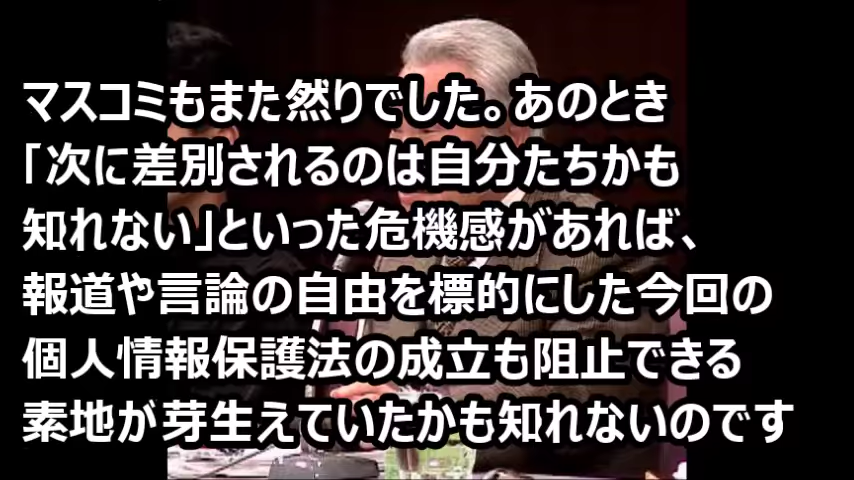 マスコミもまた然りでした。あのとき
「次に差別されるのは自分たちかも
知れない」といった危機感があれば、
報道や言論の自由を標的にした今回の
個人情報保護法の成立も阻止できる
素地が芽生えていたかも知れないのです